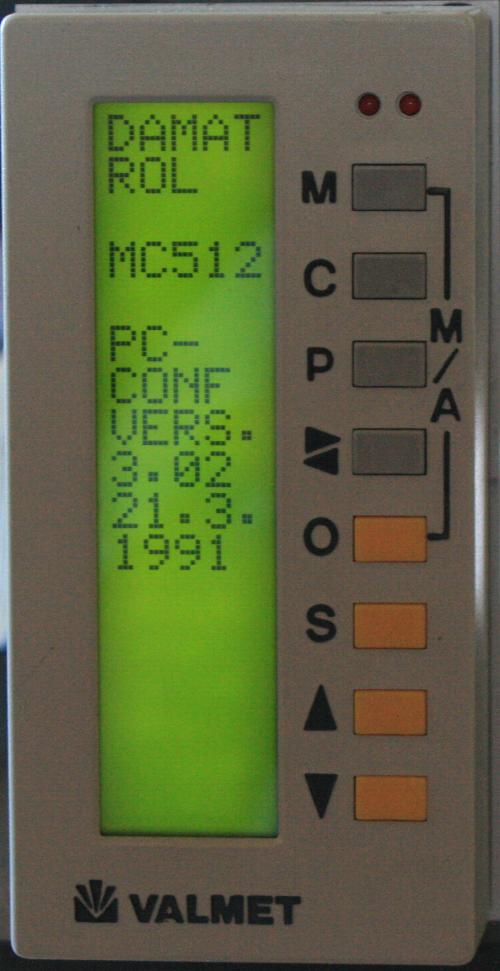 DAMAT
ROL
MC512
PC-
CONF
VERS.
3.02
21.3.
1991
M
C
P
O
S
M
/
A
VALMET